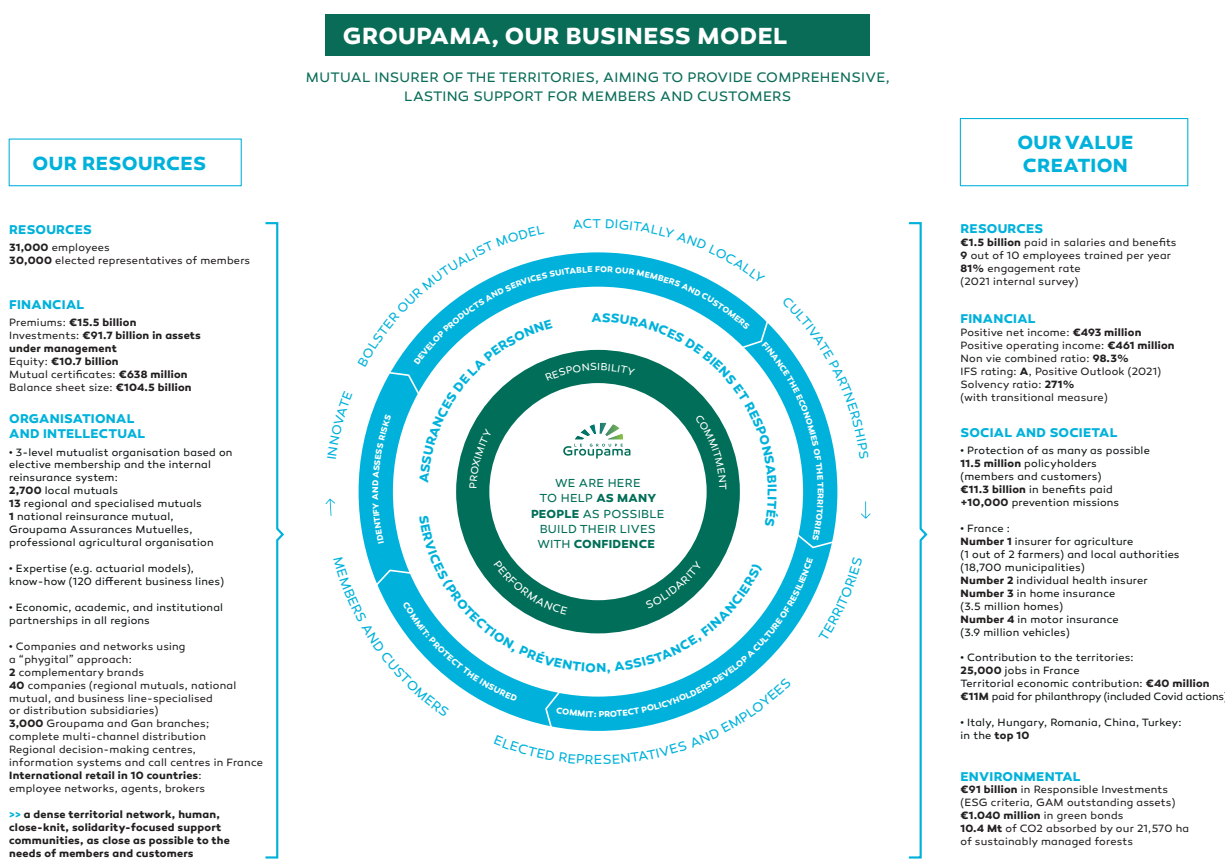 GROUPAMA, OUR BUSINESS MODEL
MUTUAL INSURER OF THE TERRITORIES, AIMING TO PROVIDE COMPREHENSIVE,
LASTING SUPPORT FOR MEMBERS AND CUSTOMERS
OUR RESOURCES
RESOURCES
31,000 employees
30,000 elected representatives of members
FINANCIAL
Premiums: €15.5 billion
Investments: €91.7 billion in assets
under management
Equity: €10.7 billion
Mutual certificates: €638 million
Balance sheet size: €104.5 billion
ORGANISATIONAL
AND INTELLECTUAL
• 3-level mutualist organisation based on
elective membership and the internal
reinsurance system:
2,700 local mutuals
13 regional and specialised mutuals
1 national reinsurance mutual,
Groupama Assurances Mutuelles,
professional agricultural organisation
• Expertise (e.g. actuarial models),
know-how (120 different business lines)
• Economic, academic, and institutional
partnerships in all regions
• Companies and networks using
a "phygital" approach:
2 complementary brands
40 companies (regional mutuals, national
mutual, and business line-specialised
or distribution subsidiaries)
3,000 Groupama and Gan branches;
complete multi-channel distribution
Regional decision-making centres,
information systems and call centres in France
International retail in 10 countries:
employee networks, agents, brokers
>> a dense territorial network, human,
close-knit, solidarity-focused support
communities, as close as possible to the
needs of members and customers
INNOVATE
BOLSTER OUR MUTUALIST MODEL
ACT DIGITALLY AND LOCALLY
CULTIVATE PARTNERSHIPS
TERRITORIES
ELECTED REPRESENTATIVES AND EMPLOYEES
MEMBERS AND CUSTOMERS
IDENTIFY AND ASSESS RISKS
DEVELOP PRODUCTS AND SERVICES SUITABLE FOR OUR MEMBERS AND CUSTOMERS
FINANCE THE ECONOMIES OF THE TERRITORIES
COMMIT: PROTECT POLICYHOLDERS DEVELOP A CULTURE OF RESILIENCE
COMMIT: PROTECT THE INSURED
ASSURANCES DE LA PERSONNE
ASSURANCES DE BIENS ET RESPONSABILITÉS
SERVICES (PROTECTION, PRÉVENTION, ASSISTANCE, FINANCIERS)
PROXIMITY
RESPONSIBILITY
COMMITMENT
SOLIDARITY
PERFORMANCE
LE GROUPE
Groupama
WE ARE HERE
TO HELP AS MANY
PEOPLE AS POSSIBLE
BUILD THEIR LIVES
WITH CONFIDENCE
OUR VALUE
CREATION
RESOURCES
€1.5 billion paid in salaries and benefits
9 out of 10 employees trained per year
81% engagement rate
(2021 internal survey)
FINANCIAL
Positive net income: €493 million
Positive operating income: €461 million
Non vie combined ratio: 98.3%
IFS rating: A, Positive Outlook (2021)
Solvency ratio: 271%
(with transitional measure)
SOCIAL AND SOCIETAL
• Protection of as many as possible
11.5 million policyholders
(members and customers)
€11.3 billion in benefits paid
+10,000 prevention missions
• France :
Number 1 insurer for agriculture
(1 out of 2 farmers) and local authorities
(18,700 municipalities)
Number 2 individual health insurer
Number 3 in home insurance
(3.5 million homes)
Number 4 in motor insurance
(3.9 million vehicles)
• Contribution to the territories:
25,000 jobs in France
Territorial economic contribution: €40 million
€11M paid for philanthropy (included Covid actions)
• Italy, Hungary, Romania, China, Turkey:
in the top 10
ENVIRONMENTAL
€91 billion in Responsible Investments
(ESG criteria, GAM outstanding assets)
€1.040 million in green bonds
10.4 Mt of CO2 absorbed by our 21,570 ha
of sustainably managed forests